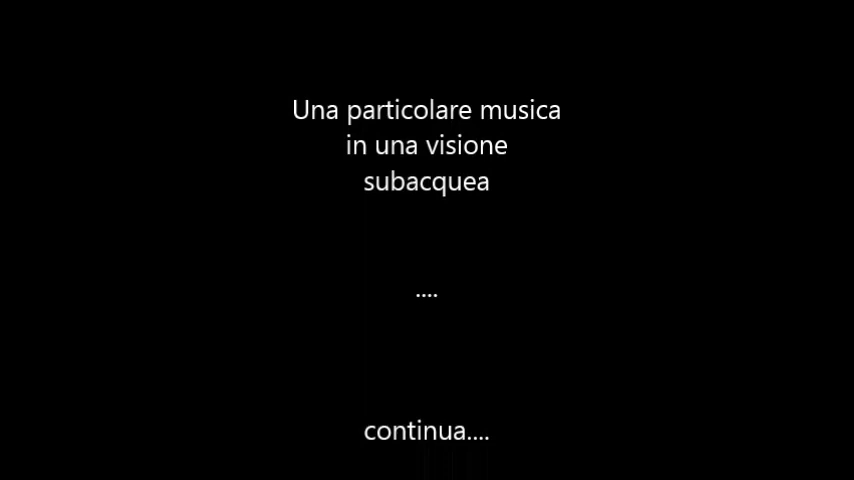 Una particolare musica
in una visione
subacquea
....
continua....